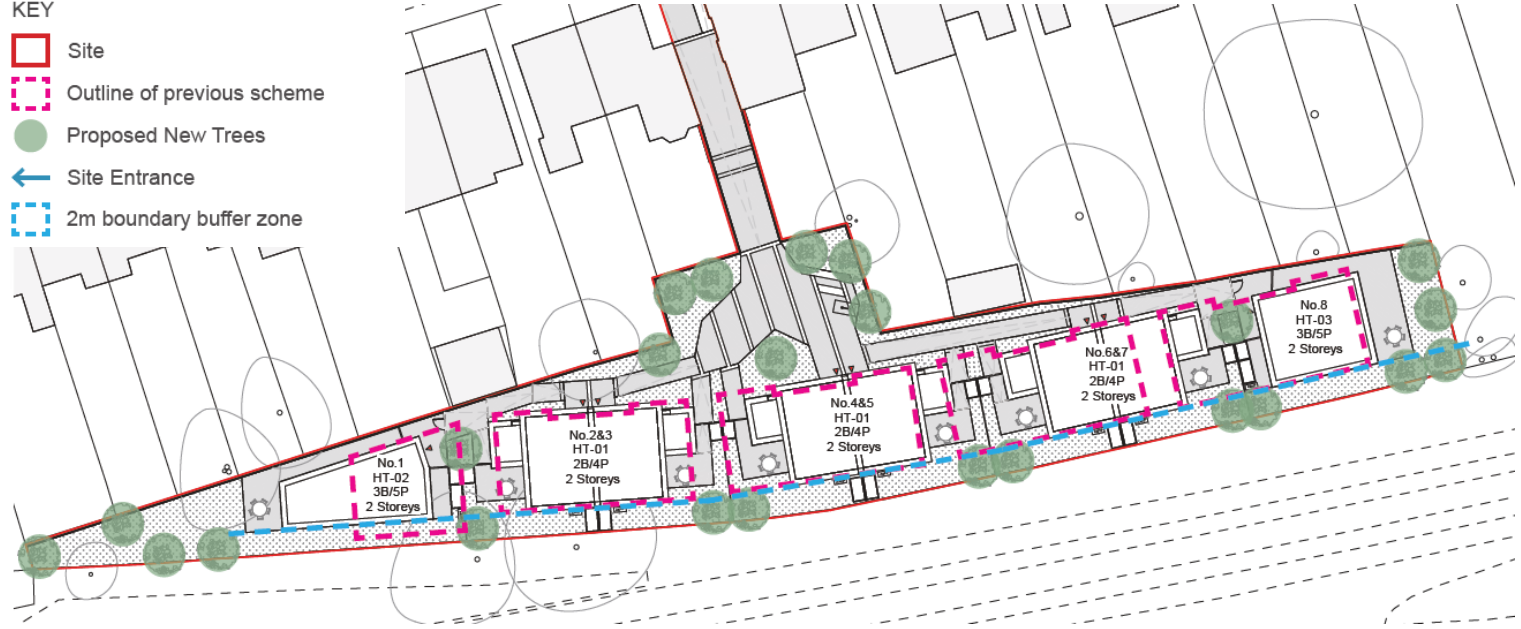 KEY
Site
Outline of previous scheme
Proposed New Trees
Site Entrance
2m boundary buffer zone
No.1
HT-02
3B/5P
2 Storeys
No.2&3
HT-01
2B/4P
2 Storeys
No.4&5
HT-01
2B/4P
2 Storeys
No.6&7
HT-01
2B/4P
2 Storeys
No.8
HT-03
3B/5P
2 Storeys